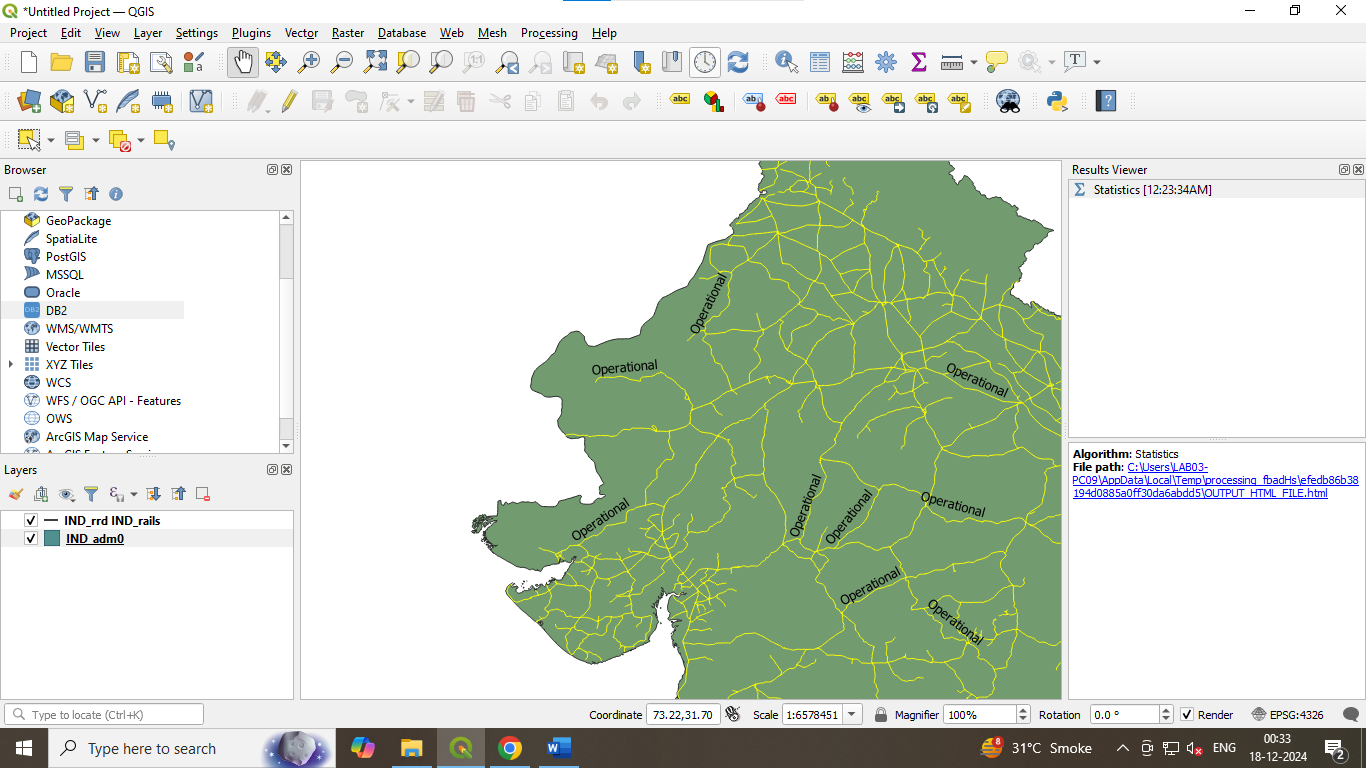 *Untitled Project — QGIS
Project Edit View Layer Settings Plugins Vector Raster Database Web Mesh Processing Help
Browser
GeoPackage
SpatiaLite
PostGIS
MSSQL
Oracle
DB2
WMS/WMTS
Vector Tiles
XYZ Tiles
WCS
WFS / OGC API - Features
OWS
ArcGIS Map Service
Layers
IND_rrd IND_rails
IND_adm0
Operational
Operational
Operational
Operational
Operational
Operational
Operational
Operational
Operational
Results Viewer
Statistics [12:23:34AM]
Algorithm: Statistics
File path: C:\Users\LAB03-
PC09\AppData\Local\Temp\processing_fbadHs\efedb86b38
194d0885a0ff30da6abdd5\OUTPUT_HTML_FILE.html
Type to locate (Ctrl+K) Coordinate 73.22,31.70 Scale 1:6578451 Magnifier 100% Rotation 0.0 ° Render EPSG:4326
Type here to search 8 31°C Smoke ENG 00:33
18-12-2024 2